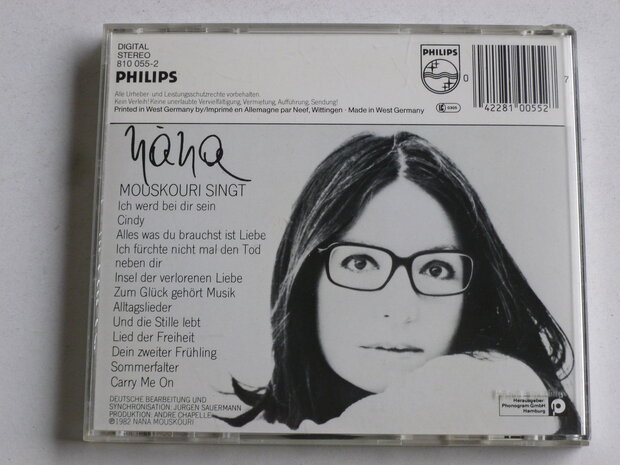 DIGITAL
STEREO
810 055-2
PHILIPS
Alle Urheber- und Leistungsschutzrechte vorbehalten.
Kein Verleih! Keine unerlaubte Vervielfältigung, Vermietung, Aufführung, Sendung!
Printed in West Germany by/Imprimé en Allemagne par Neef, Wittingen · Made in West Germany
PHILIPS
0
42281 00552
7
0305
Nana
MOUSKOURI SINGT
Ich werd bei dir sein
Cindy
Alles was du brauchst ist Liebe
Ich fürchte nicht mal den Tod
neben dir
Insel der verlorenen Liebe
Zum Glück gehört Musik
Alltagslieder
Und die Stille lebt
Lied der Freiheit
Dein zweiter Frühling
Sommerfalter
Carry Me On
DEUTSCHE BEARBEITUNG UND
SYNCHRONISATION: JÜRGEN SAUERMANN
PRODUKTION: ANDRE CHAPELLE
℗1982 NANA MOUSKOURI
Herausgeber:
Phonogram GmbH
Hamburg